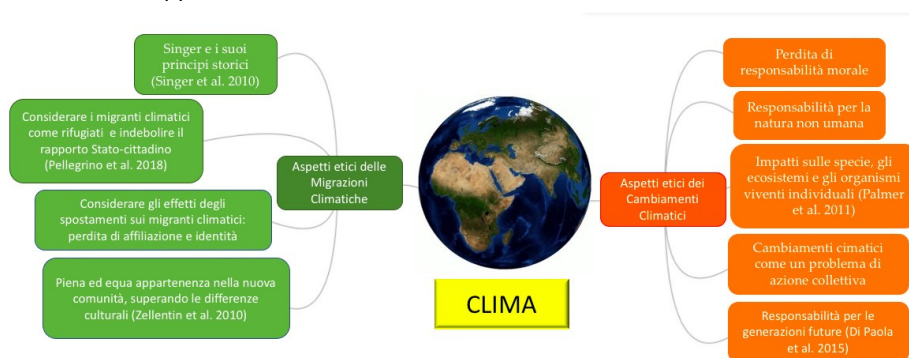 Singer e i suoi
principi storici
(Singer et al. 2010)
Considerare i migranti climatici
come rifugiati e indebolire il
rapporto Stato-cittadino
(Pellegrino et al. 2018)
Considerare gli effetti degli
spostamenti sui migranti climatici:
perdita di affiliazione e identità
Piena ed equa appartenenza nella nuova
comunità, superando le differenze
culturali (Zellentin et al. 2010)
Aspetti etici delle
Migrazioni
Climatiche
CLIMA
Aspetti etici dei
Cambiamenti
Climatici
Perdita di
responsabilità morale
Responsabilità per la
natura non umana
Impatti sulle specie, gli
ecosistemi e gli organismi
viventi individuali (Palmer
et al. 2011)
Cambiamenti cimatici
come un problema di
azione collettiva
Responsabilità per le
generazioni future (Di Paola
et al. 2015)